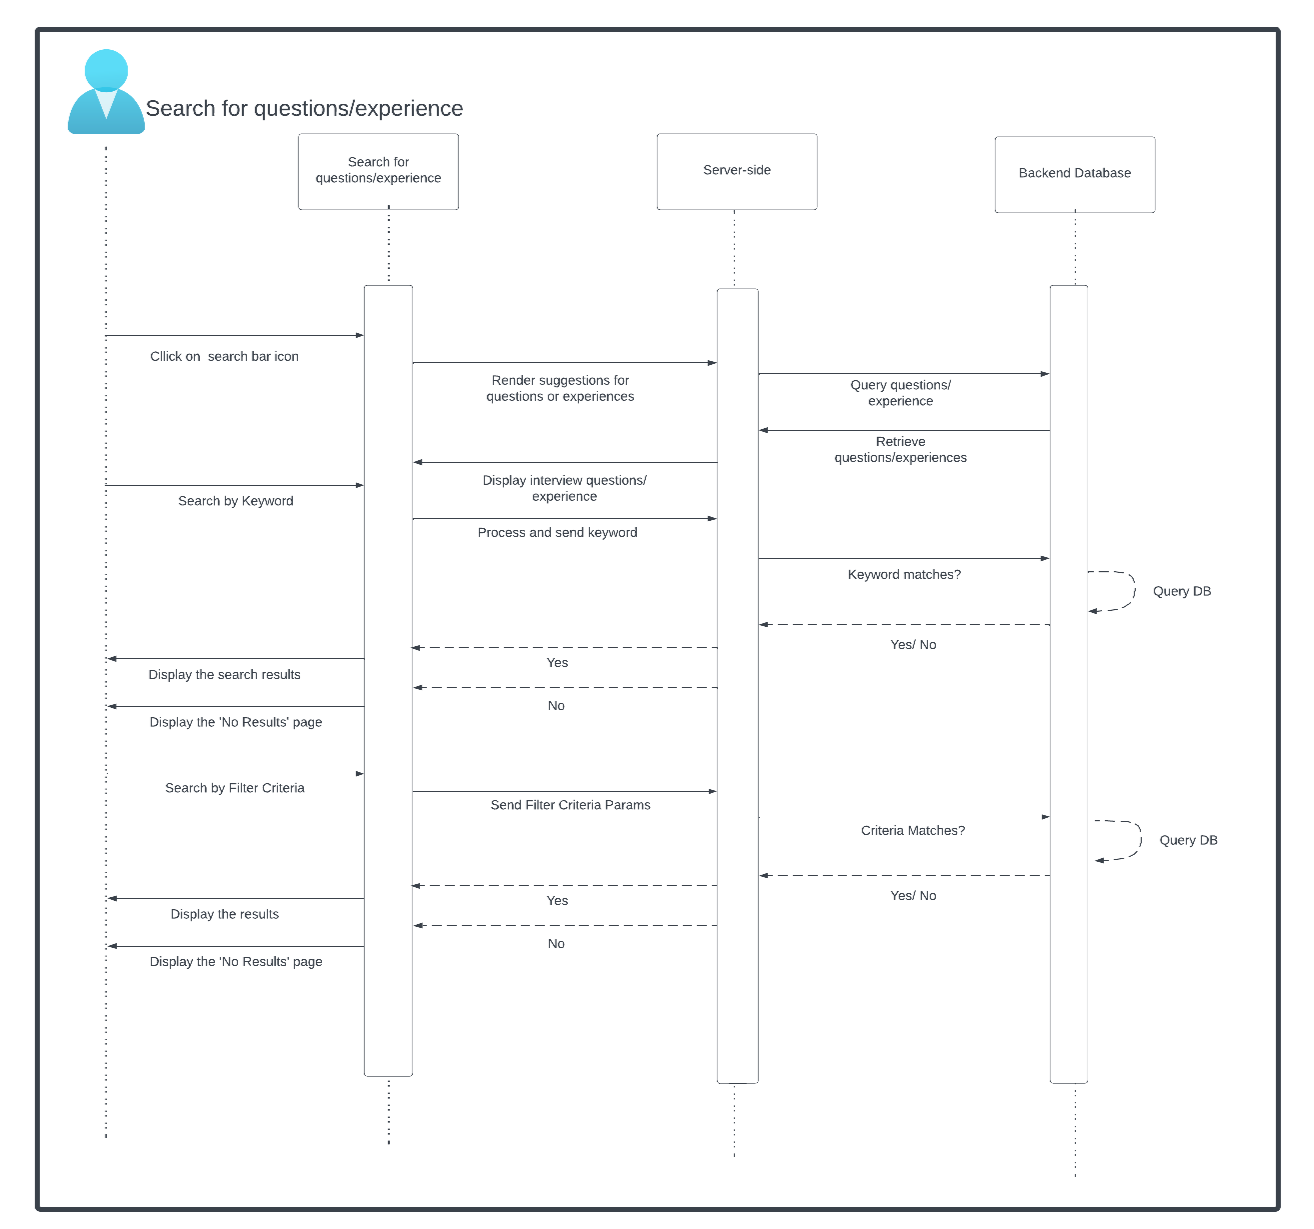 Search for questions/experience
Search for
questions/experience
Server-side
Backend Database
Cllick on  search bar icon
Render suggestions for
questions or experiences
Query questions/
experience
Retrieve
questions/experiences
Display interview questions/
experience
Search by Keyword
Process and send keyword
Keyword matches?
Query DB
Yes/ No
Yes
Display the search results
No
Display the 'No Results' page
Search by Filter Criteria
Send Filter Criteria Params
Criteria Matches?
Query DB
Yes/ No
Yes
Display the results
No
Display the 'No Results' page